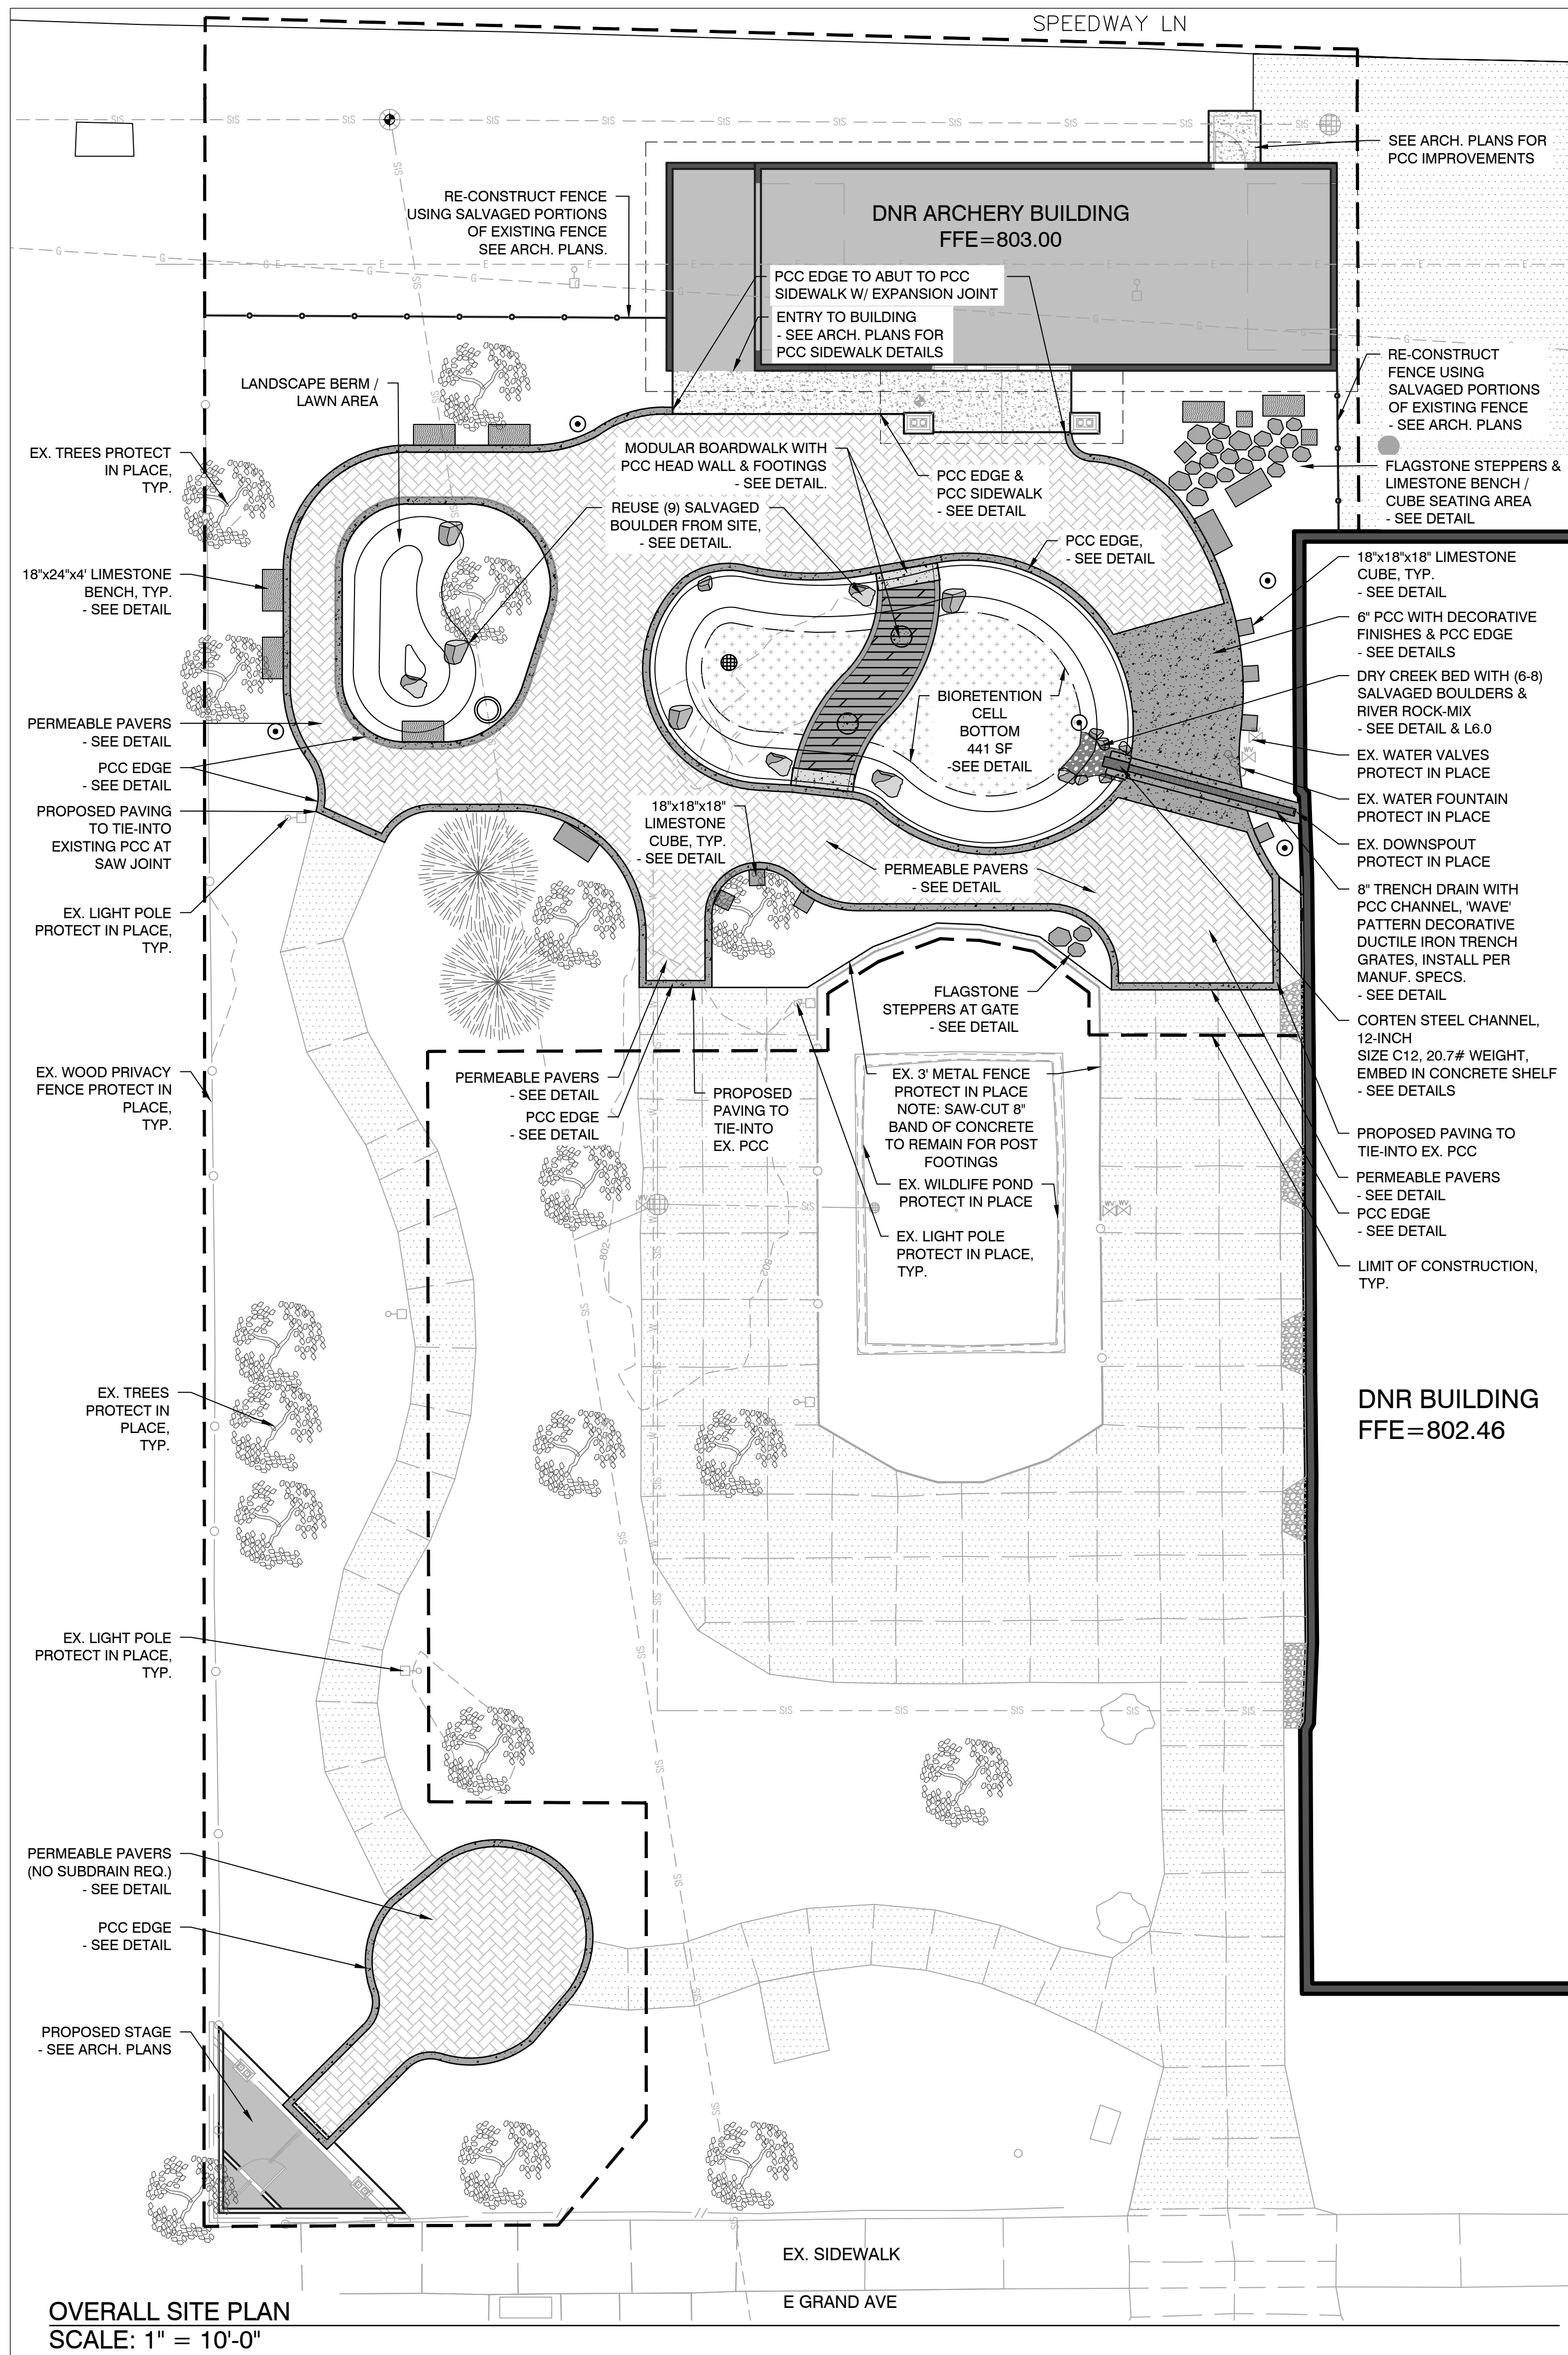 SPEEDWAY LN
SEE ARCH. PLANS FOR
PCC IMPROVEMENTS
RE-CONSTRUCT FENCE
USING SALVAGED PORTIONS
OF EXISTING FENCE
SEE ARCH. PLANS.
DNR ARCHERY BUILDING
FFE=803.00
PCC EDGE TO ABUT TO PCC
SIDEWALK W/ EXPANSION JOINT
ENTRY TO BUILDING
- SEE ARCH. PLANS FOR
PCC SIDEWALK DETAILS
RE-CONSTRUCT
FENCE USING
SALVAGED PORTIONS
OF EXISTING FENCE
- SEE ARCH. PLANS
LANDSCAPE BERM /
LAWN AREA
EX. TREES PROTECT
IN PLACE,
TYP.
MODULAR BOARDWALK WITH
PCC HEAD WALL & FOOTINGS
- SEE DETAIL.
PCC EDGE &
PCC SIDEWALK
- SEE DETAIL
FLAGSTONE STEPPERS &
LIMESTONE BENCH /
CUBE SEATING AREA
- SEE DETAIL
REUSE (9) SALVAGED
BOULDER FROM SITE,
- SEE DETAIL.
PCC EDGE,
- SEE DETAIL
18"x24"x4' LIMESTONE
BENCH, TYP.
- SEE DETAIL
18"x18"x18" LIMESTONE
CUBE, TYP.
- SEE DETAIL
6" PCC WITH DECORATIVE
FINISHES & PCC EDGE
- SEE DETAILS
DRY CREEK BED WITH (6-8)
SALVAGED BOULDERS &
RIVER ROCK-MIX
- SEE DETAIL & L6.0
BIORETENTION
CELL
BOTTOM
441 SF
-SEE DETAIL
PERMEABLE PAVERS
- SEE DETAIL
PCC EDGE
- SEE DETAIL
EX. WATER VALVES
PROTECT IN PLACE
PROPOSED PAVING
TO TIE-INTO
EXISTING PCC AT
SAW JOINT
18"x18"x18"
LIMESTONE
CUBE, TYP.
- SEE DETAIL
EX. WATER FOUNTAIN
PROTECT IN PLACE
EX. DOWNSPOUT
PROTECT IN PLACE
PERMEABLE PAVERS
- SEE DETAIL
8" TRENCH DRAIN WITH
PCC CHANNEL, 'WAVE'
PATTERN DECORATIVE
DUCTILE IRON TRENCH
GRATES, INSTALL PER
MANUF. SPECS.
- SEE DETAIL
EX. LIGHT POLE
PROTECT IN PLACE,
TYP.
FLAGSTONE
STEPPERS AT GATE
- SEE DETAIL
CORTEN STEEL CHANNEL,
12-INCH
SIZE C12, 20.7# WEIGHT,
EMBED IN CONCRETE SHELF
- SEE DETAILS
EX. WOOD PRIVACY
FENCE PROTECT IN
PLACE,
TYP.
PERMEABLE PAVERS
- SEE DETAIL
PCC EDGE
- SEE DETAIL
PROPOSED
PAVING TO
TIE-INTO
EX. PCC
EX. 3' METAL FENCE
PROTECT IN PLACE
NOTE: SAW-CUT 8"
BAND OF CONCRETE
TO REMAIN FOR POST
FOOTINGS
EX. WILDLIFE POND
PROTECT IN PLACE
EX. LIGHT POLE
PROTECT IN PLACE,
TYP.
PROPOSED PAVING TO
TIE-INTO EX. PCC
PERMEABLE PAVERS
- SEE DETAIL
PCC EDGE
- SEE DETAIL
LIMIT OF CONSTRUCTION,
TYP.
802
802
EX. TREES
PROTECT IN
PLACE,
TYP.
DNR BUILDING
FFE=802.46
EX. LIGHT POLE
PROTECT IN PLACE,
TYP.
PERMEABLE PAVERS
(NO SUBDRAIN REQ.)
- SEE DETAIL
PCC EDGE
- SEE DETAIL
PROPOSED STAGE
- SEE ARCH. PLANS
EX. SIDEWALK
E GRAND AVE
OVERALL SITE PLAN
SCALE: 1" = 10'-0"